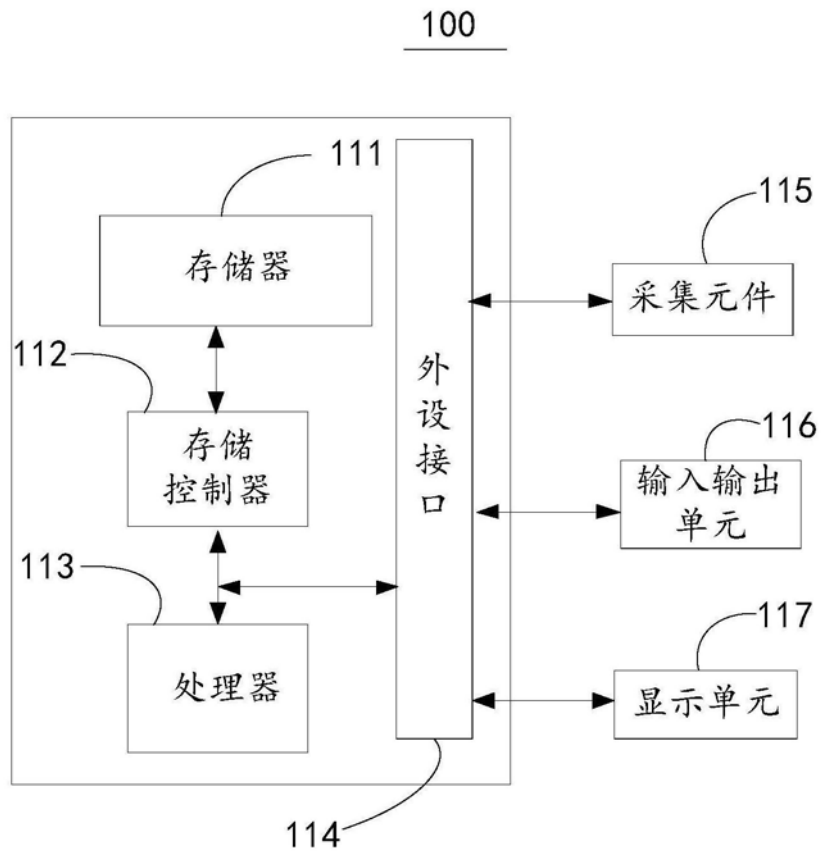 100
111
存储器
115
采集元件
112
存储
控制器
外
设
接
口
116
输入输出
单元
113
处理器
117
显示单元
114